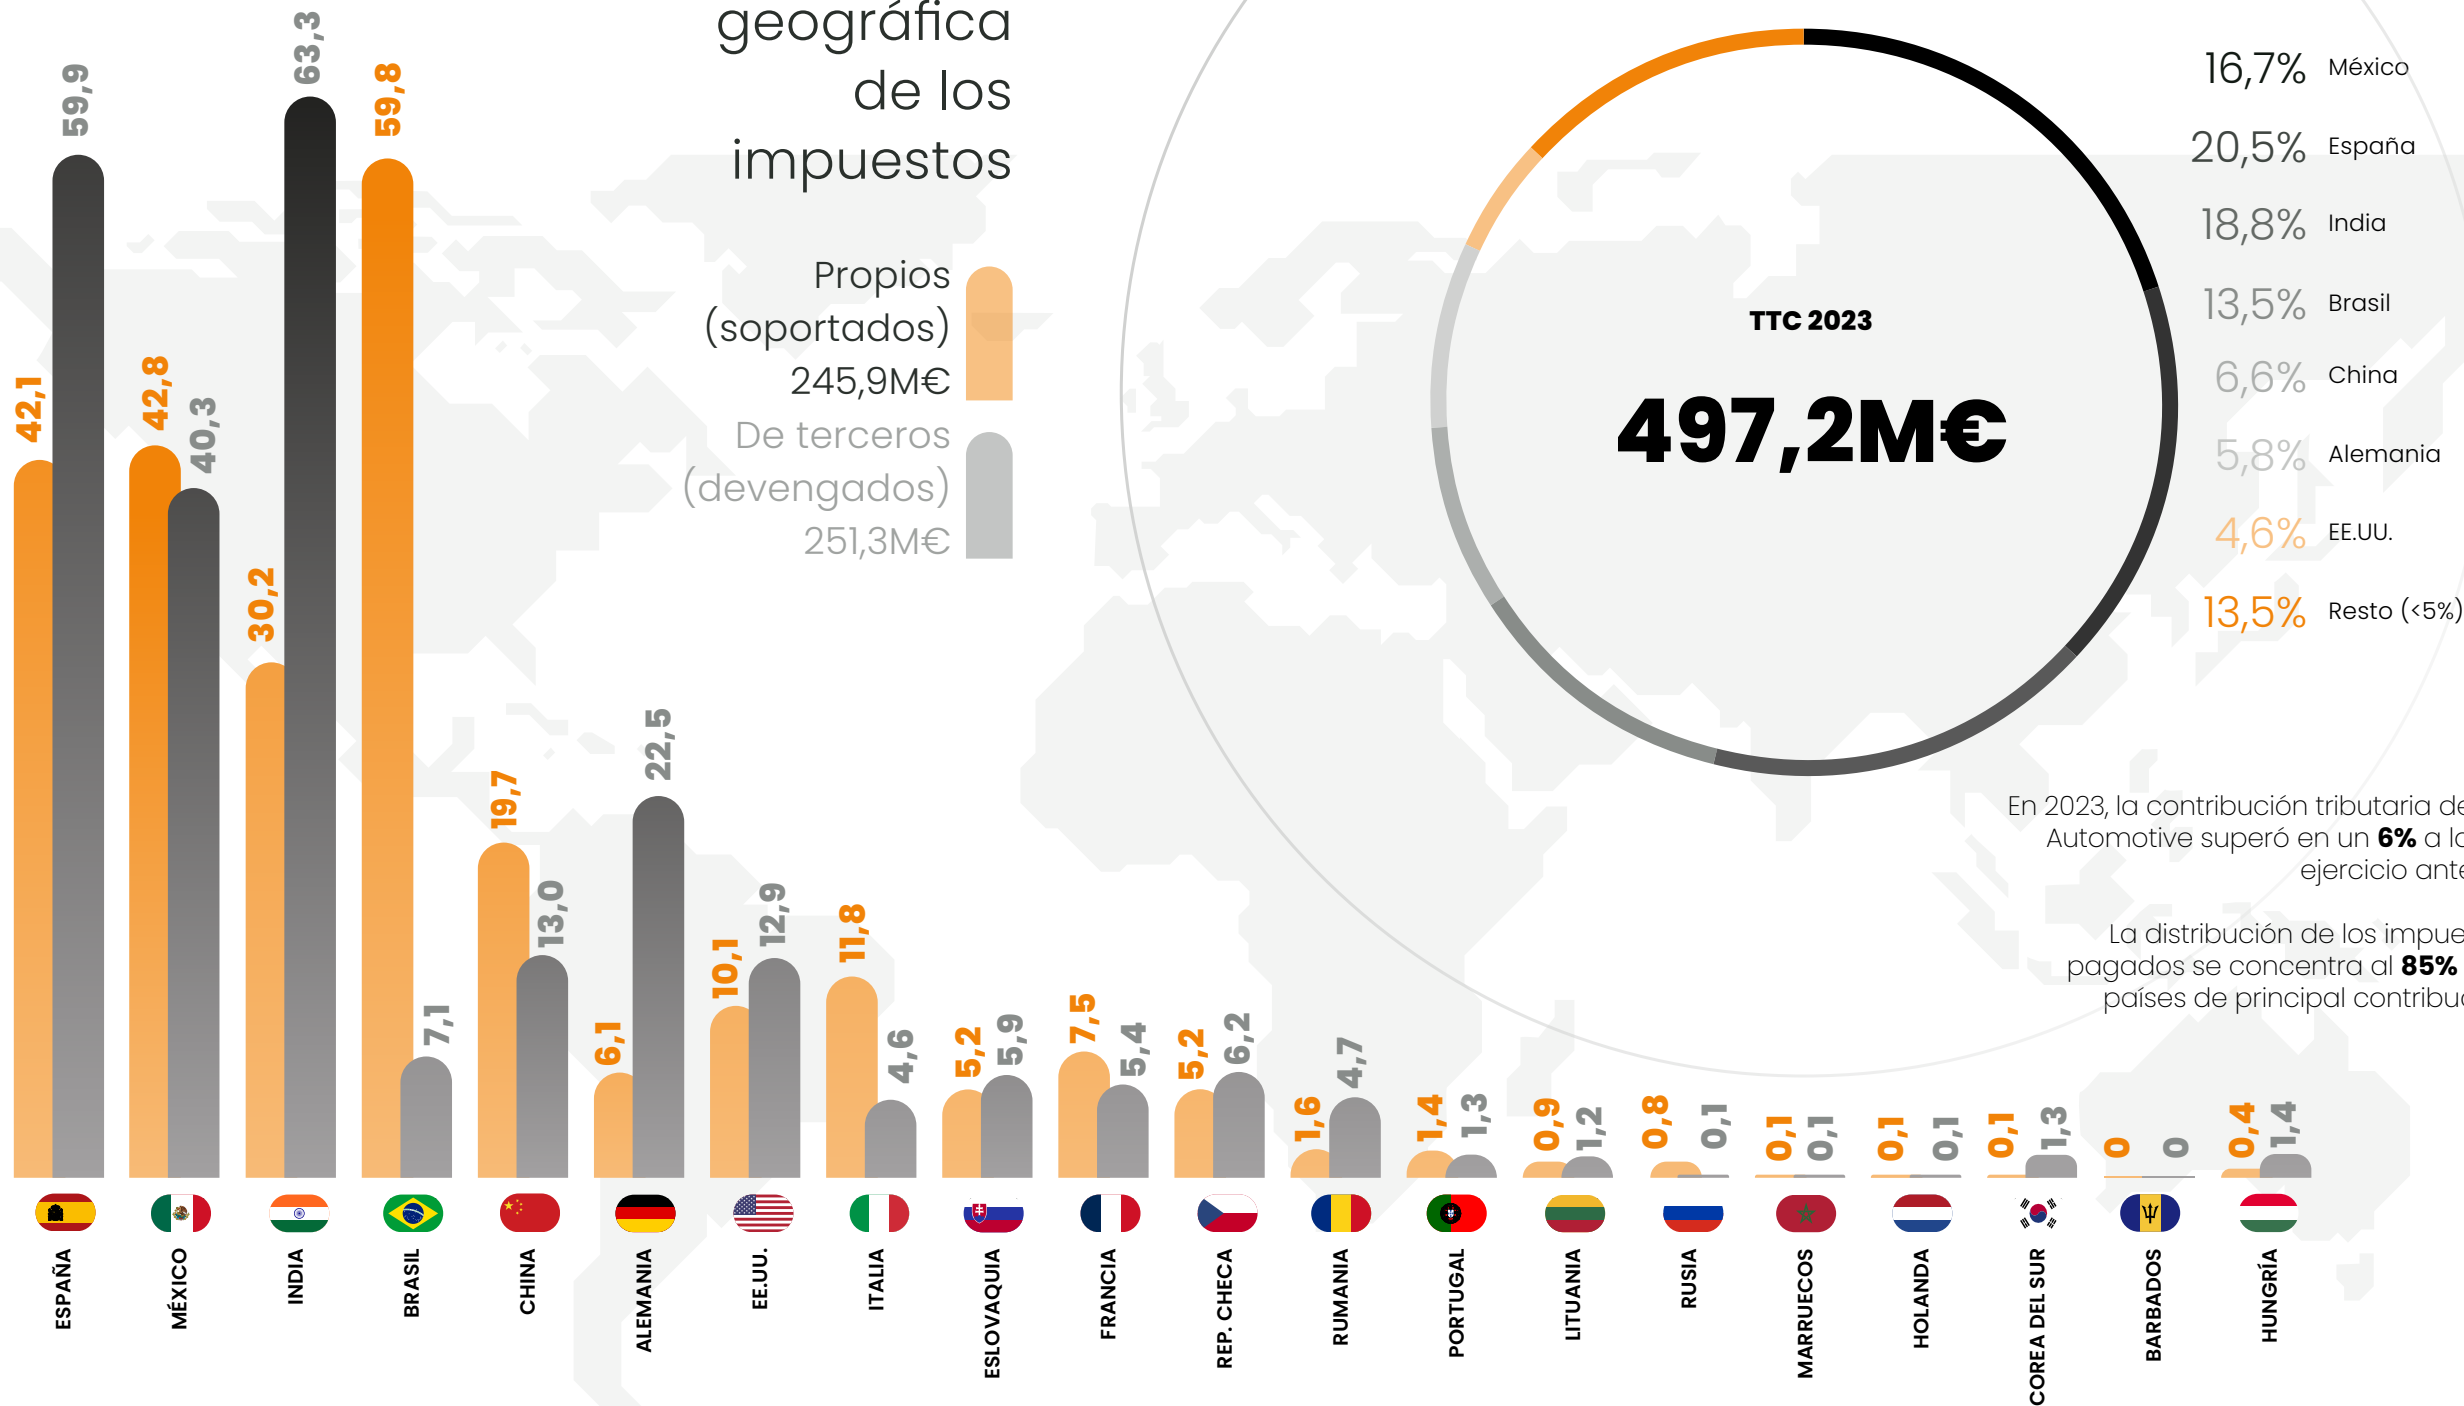 geográfica
de los
impuestos
Propios
(soportados)
245,9M€
De terceros
(devengados)
251,3M€
42,1
59,9
42,8
40,3
30,2
63,3
59,8
7,1
19,7
13,0
6,1
22,5
10,1
12,9
11,8
4,6
5,2
5,9
7,5
5,4
5,2
6,2
1,6
4,7
1,4
1,3
0,9
1,2
0,8
0,1
0,1
0,1
0,1
0,1
0,1
1,3
0
0
0,4
1,4
ESPAÑA
MÉXICO
INDIA
BRASIL
CHINA
ALEMANIA
EE.UU.
ITALIA
ESLOVAQUIA
FRANCIA
REP. CHECA
RUMANIA
PORTUGAL
LITUANIA
RUSIA
MARRUECOS
HOLANDA
COREA DEL SUR
BARBADOS
HUNGRÍA
TTC 2023
497,2M€
16,7% México
20,5% España
18,8% India
13,5% Brasil
6,6% China
5,8% Alemania
4,6% EE.UU.
13,5% Resto (<5%)
En 2023, la contribución tributaria
Automotive superó en un 6% a
ejercicio
La distribución de los
pagados se concentra al 85%
países de principal